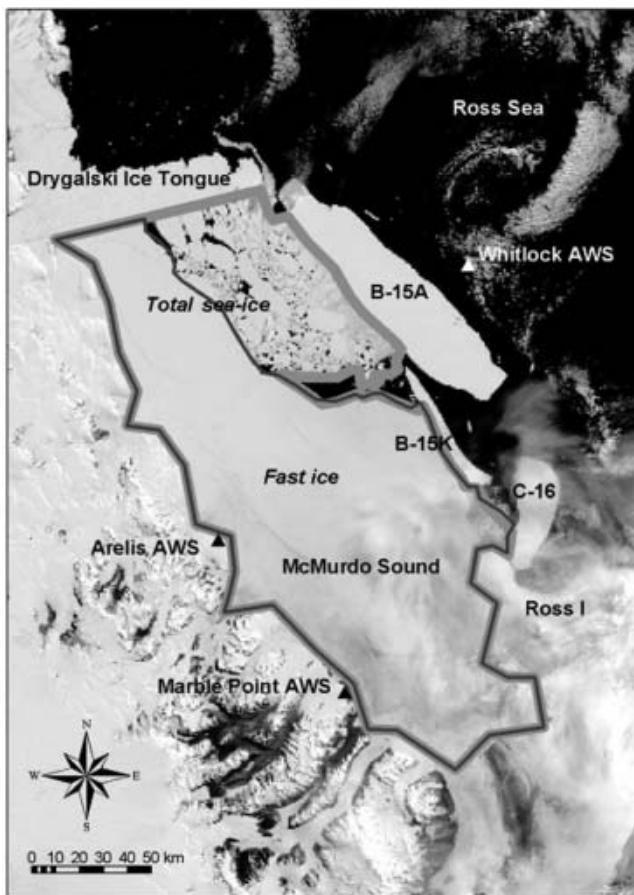 Ross Sea
Drygalski Ice Tongue
Whitlock AWS
B-15A
Total sea-ice
B-15K
Fast ice
C-16
Arelis AWS
McMurdo Sound
Ross I
Marble Point AWS
N
W E
S
0 10 20 30 40 50 km